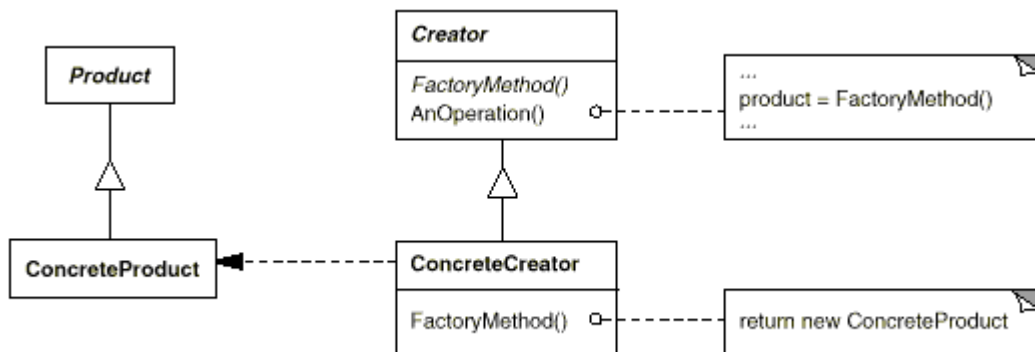 Product
ConcreteProduct
Creator
FactoryMethod()
AnOperation()
...
product = FactoryMethod()
...
ConcreteCreator
FactoryMethod()
return new ConcreteProduct